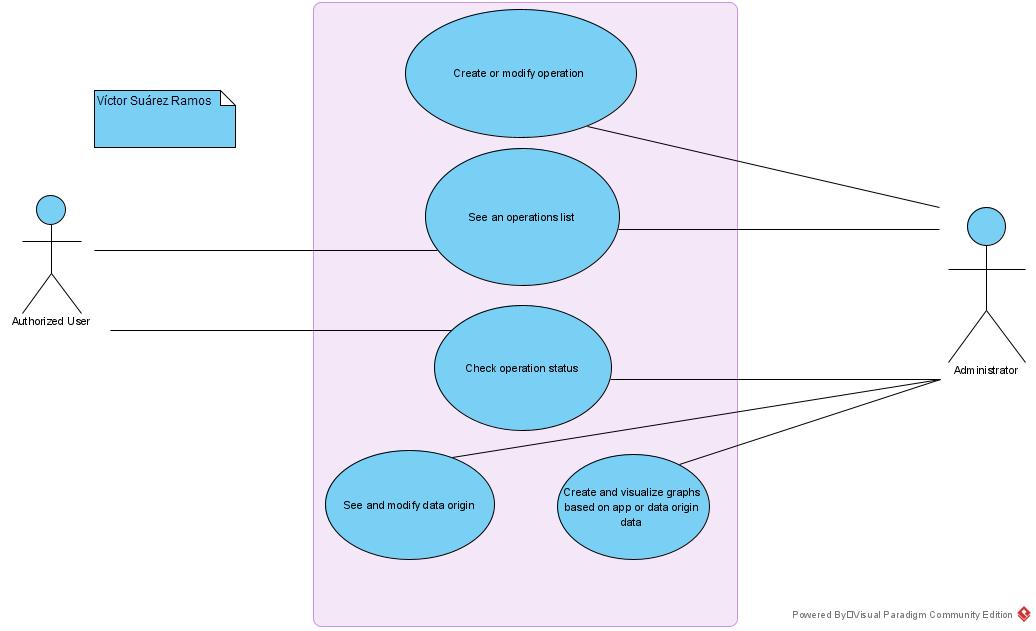 Create or modify operation
Víctor Suárez Ramos
See an operations list
Authorized User
Check operation status
Administrator
See and modify data origin
Create and visualize graphs
based on app or data origin
data
Powered By□Visual Paradigm Community Edition